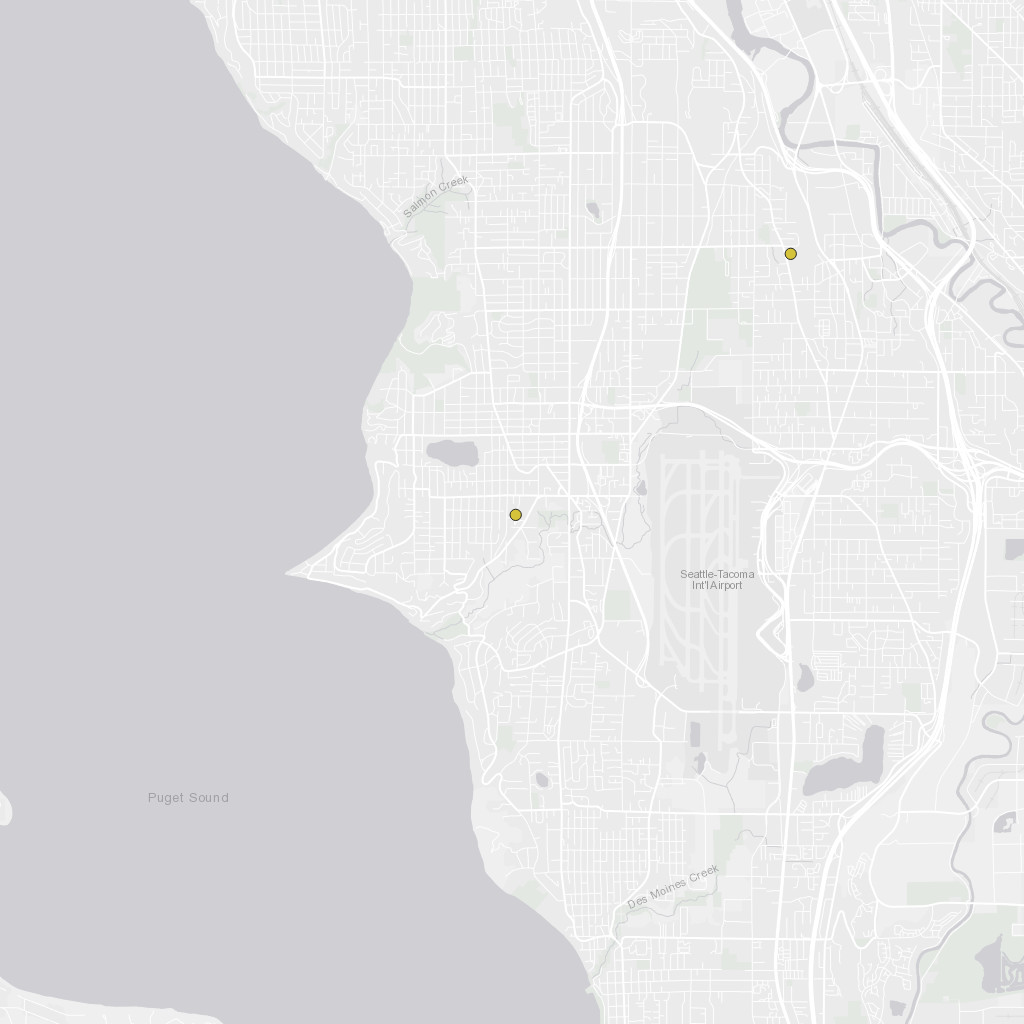 Salmon Creek
Seattle-Tacoma
Int'l Airport
Puget Sound
Des Moines Creek